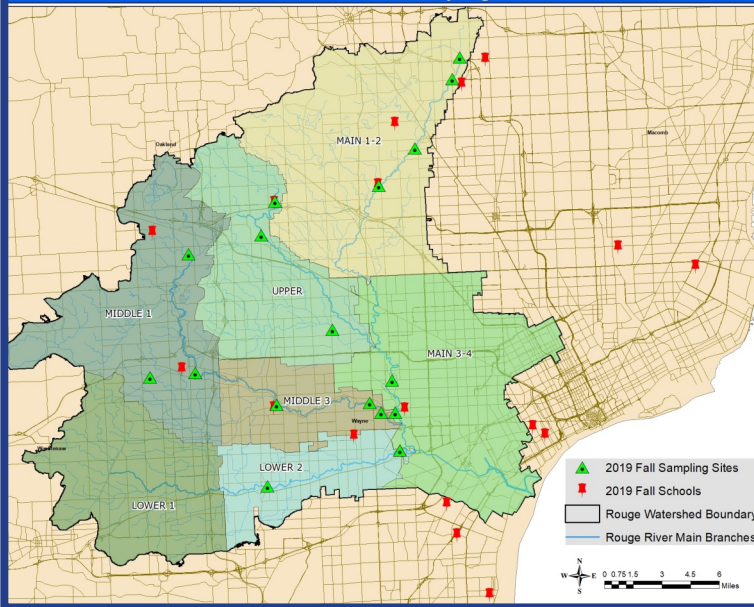 Oakland
MAIN 1-2
Macomb
UPPER
MIDDLE 1
MAIN 3-4
MIDDLE 3
Wayne
LOWER 2
LOWER 1
2019 Fall Sampling Sites
2019 Fall Schools
Rouge Watershed Boundary
Rouge River Main Branches
N
W
E
S
0 0.75 1.5 3 4.5 6
Miles